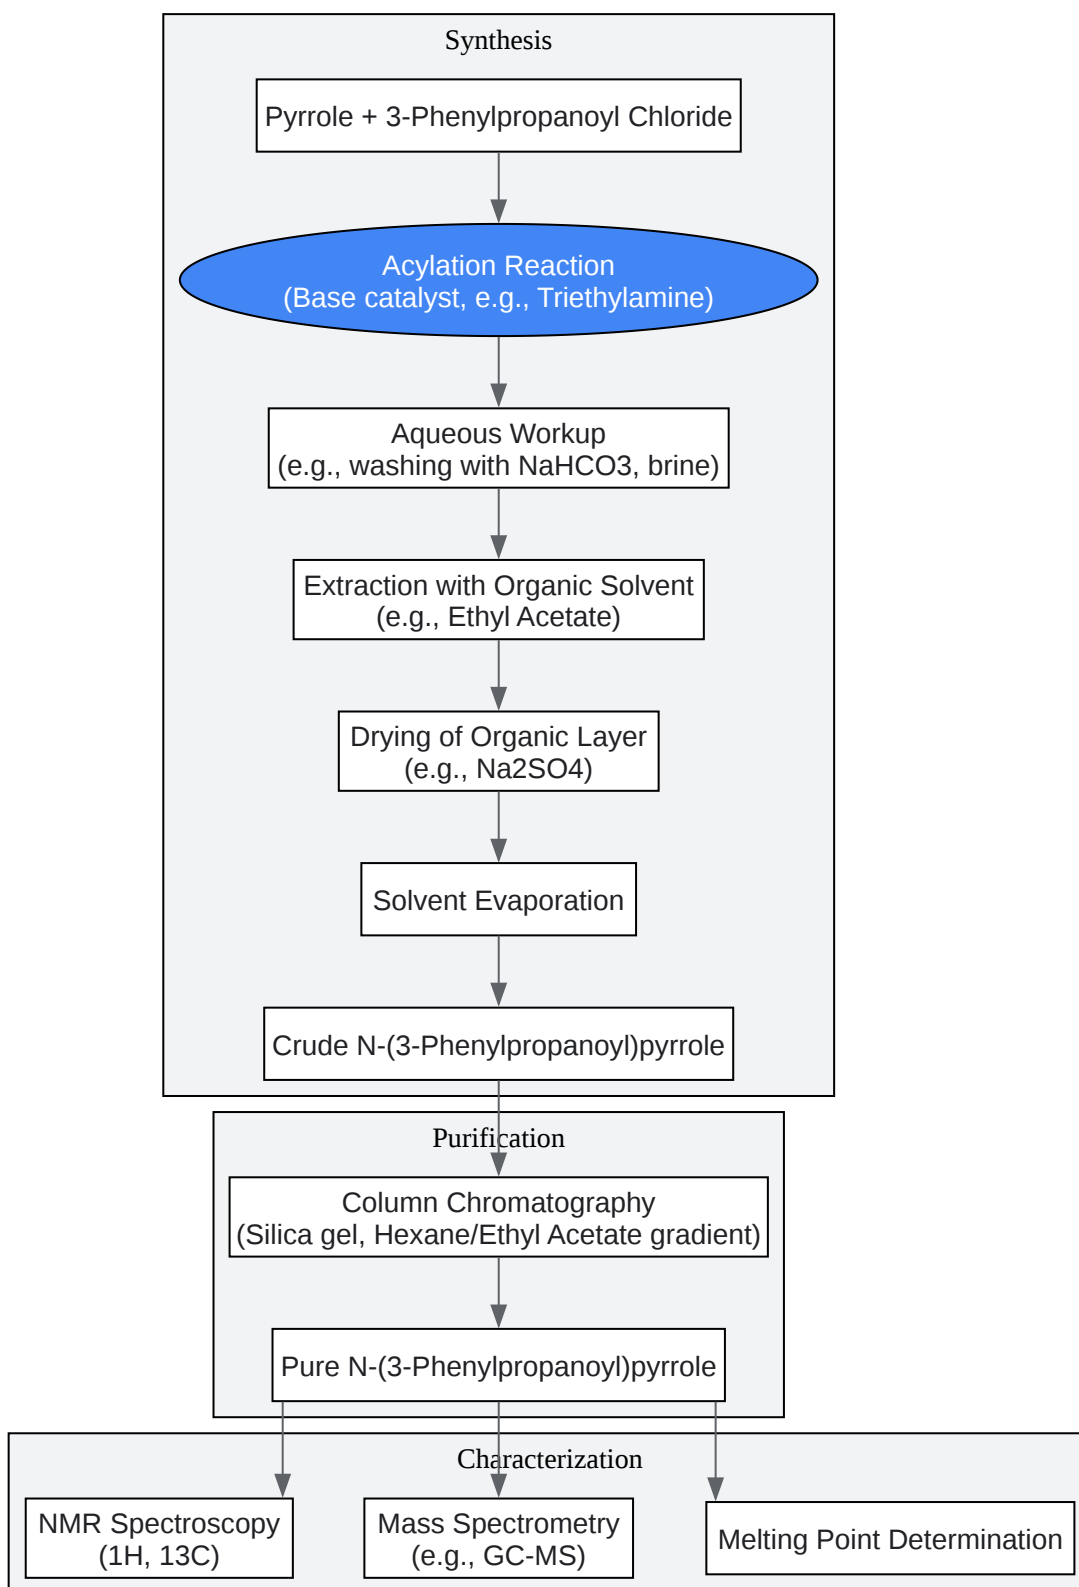 Synthesis
Pyrrole + 3-Phenylpropanoyl Chloride
Acylation Reaction
(Base catalyst, e.g., Triethylamine)
Aqueous Workup
(e.g., washing with NaHCO3, brine)
Extraction with Organic Solvent
(e.g., Ethyl Acetate)
Drying of Organic Layer
(e.g., Na2SO4)
Solvent Evaporation
Crude N-(3-Phenylpropanoyl)pyrrole
Purification
Column Chromatography
(Silica gel, Hexane/Ethyl Acetate gradient)
Pure N-(3-Phenylpropanoyl)pyrrole
Characterization
NMR Spectroscopy
(1H, 13C)
Mass Spectrometry
(e.g., GC-MS)
Melting Point Determination